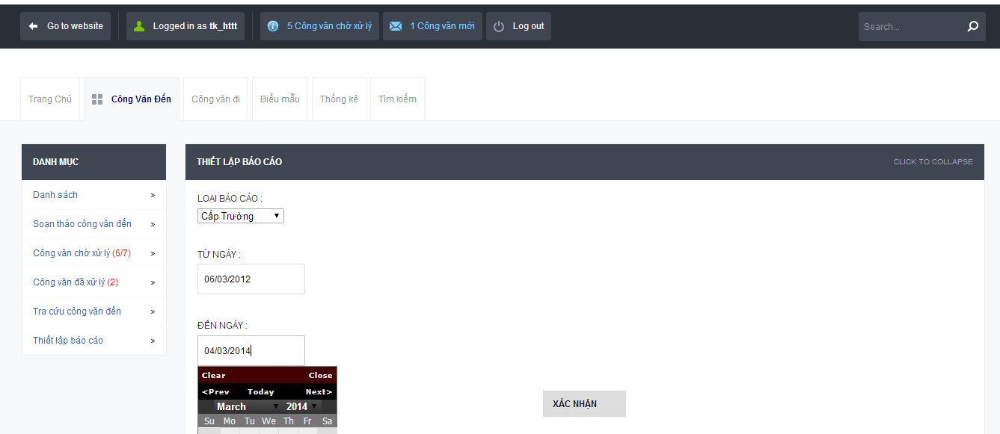 Go to website Logged in as tk_httt 5 Công văn chờ xử lý 1 Công văn mới Log out Search...
Trang Chủ Công Văn Đến Công văn đi Biểu mẫu Thống kê Tìm kiếm
DANH MỤC
Danh sách »
Soạn thảo công văn đến »
Công văn chờ xử lý (6/7) »
Công văn đã xử lý (2) »
Tra cứu công văn đến »
Thiết lập báo cáo »
THIẾT LẬP BÁO CÁO CLICK TO COLLAPSE
LOẠI BÁO CÁO :
Cấp Trường
TỪ NGÀY :
06/03/2012
ĐẾN NGÀY :
04/03/2014
Clear Close
<Prev Today Next>
March 2014
Su Mo Tu We Th Fr Sa
XÁC NHẬN